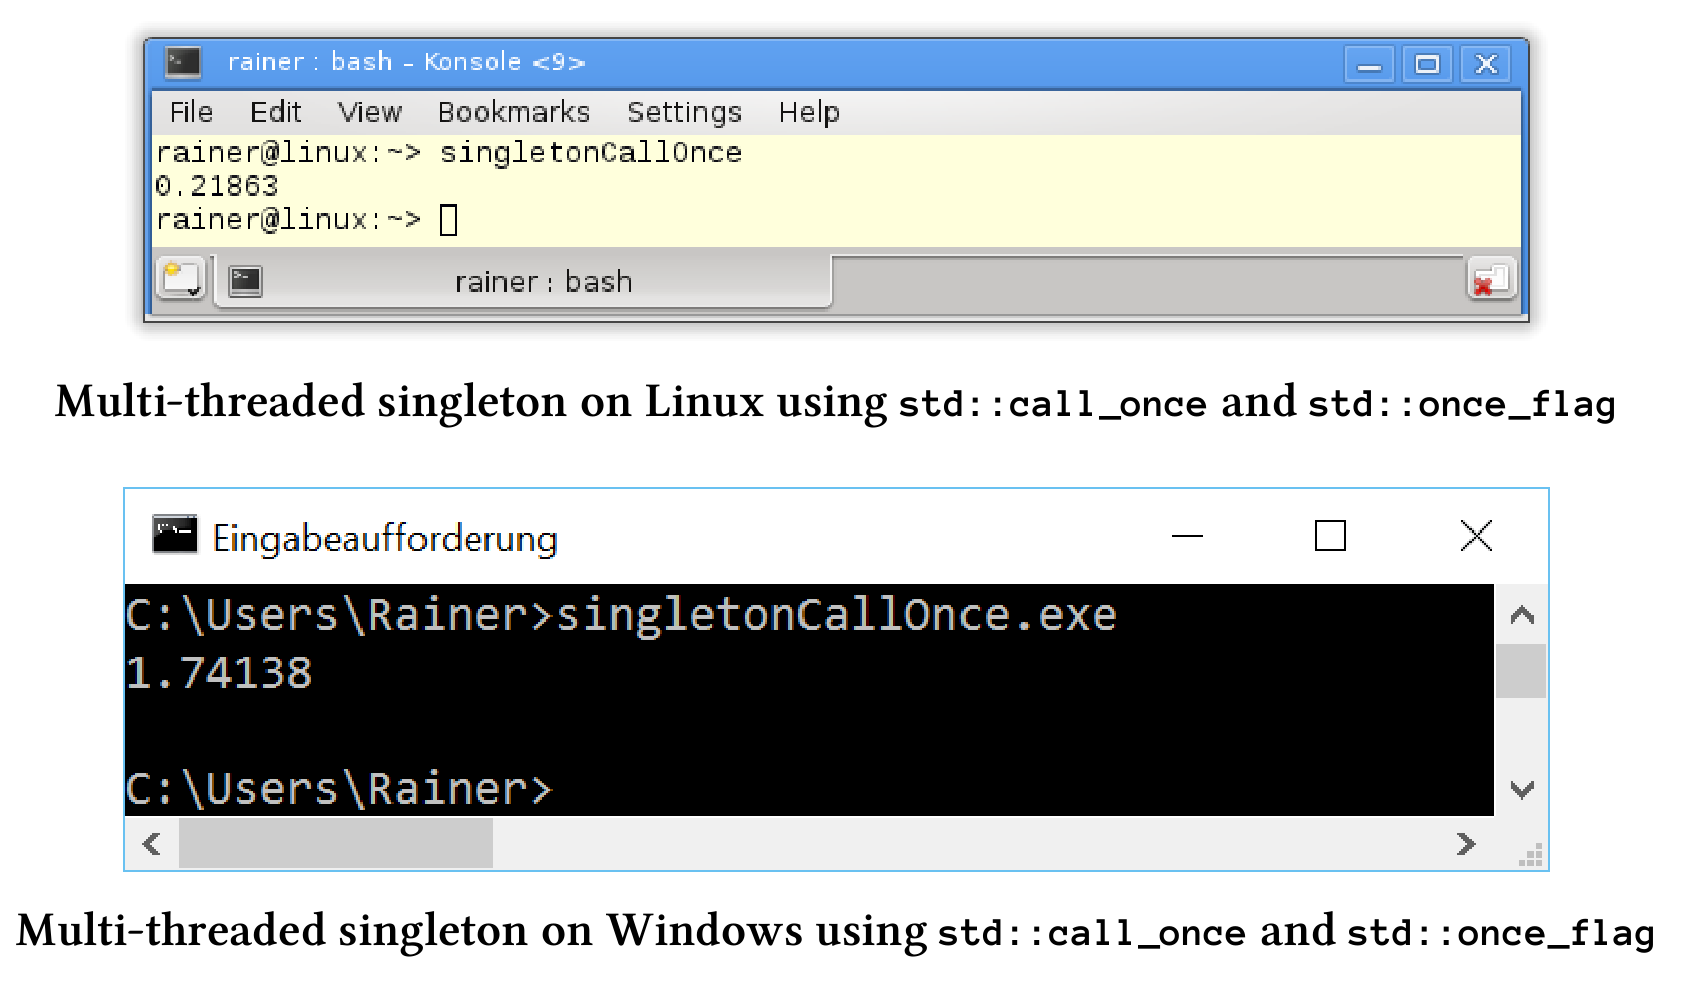 rainer : bash – Konsole <9>
File Edit View Bookmarks Settings Help
rainer@linux:~> singletonCallOnce
0.21863
rainer@linux:~>
rainer : bash
Multi-threaded singleton on Linux using std::call_once and std::once_flag
Eingabeaufforderung
C:\Users\Rainer>singletonCallOnce.exe
1.74138
C:\Users\Rainer>
Multi-threaded singleton on Windows using std::call_once and std::once_flag